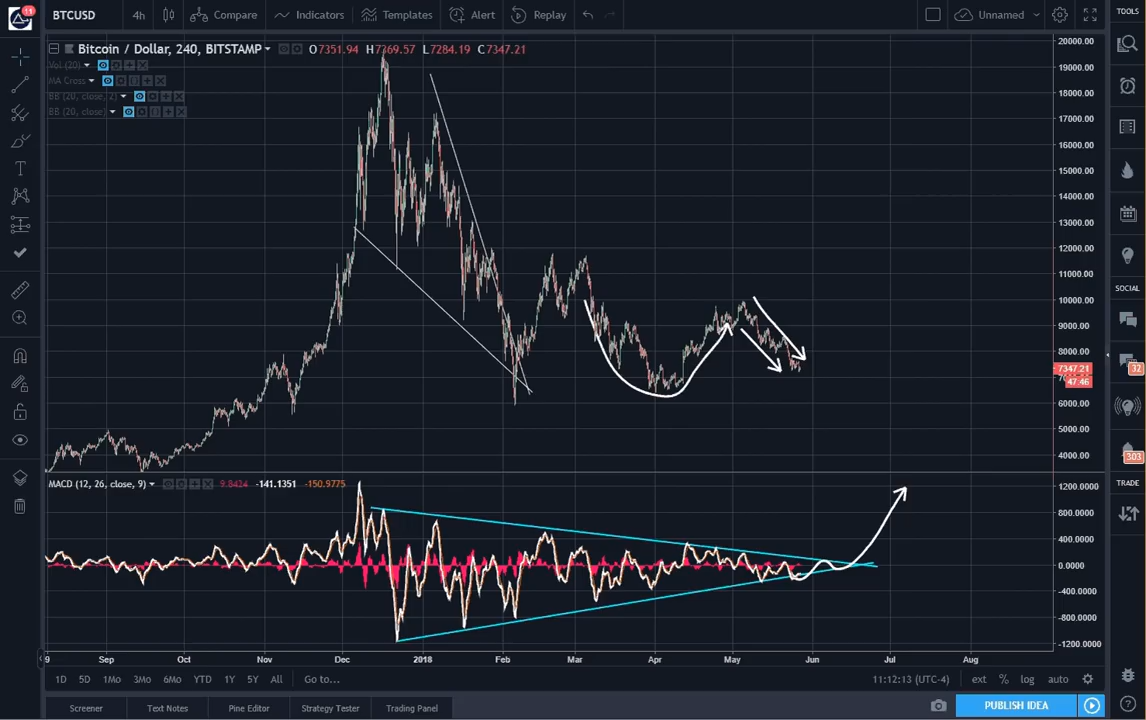 11 BTCUSD 4h Compare Indicators Templates Alert Replay Unnamed TOOLS
Bitcoin / Dollar, 240, BITSTAMP O7351.94 H7369.57 L7284.19 C7347.21
Vol (20)
MA Cross
BB (20, close, 2)
BB (20, close)
20000.00
19000.00
18000.00
17000.00
16000.00
15000.00
14000.00
13000.00
12000.00
11000.00
10000.00
9000.00
8000.00
7347.21
47:46
6000.00
5000.00
4000.00
SOCIAL
32
303
TRADE
MACD (12, 26, close, 9) 9.8424 -141.1351 -150.9775
1200.0000
800.0000
400.0000
0.0000
-400.0000
-800.0000
-1200.0000
9 Sep Oct Nov Dec 2018 Feb Mar Apr May Jun Jul Aug
1D 5D 1Mo 3Mo 6Mo YTD 1Y 5Y All Go to... 11:12:13 (UTC-4) ext % log auto
Screener Text Notes Pine Editor Strategy Tester Trading Panel PUBLISH IDEA